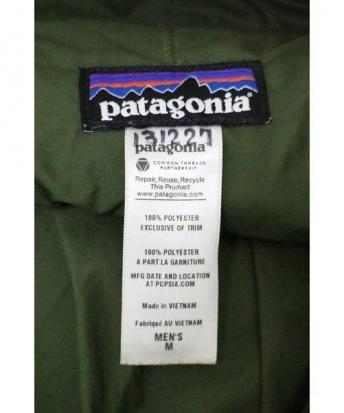 patagonia®
131227
patagonia®
COMMON THREADS
PARTNERSHIP
Repair, Reuse, Recycle
This Product
www.patagonia.com
100% POLYESTER
EXCLUSIVE OF TRIM
100% POLYESTER
A PART LA GARNITURE
MFG DATE AND LOCATION
AT PCPSIA.COM
Made in VIETNAM
Fabriqué AU VIETNAM
MEN'S
M